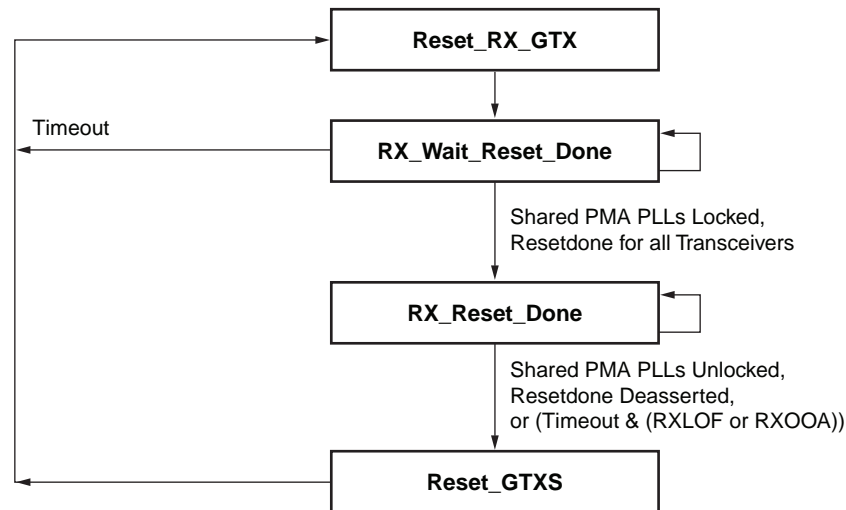 Reset_RX_GTX
Timeout
RX_Wait_Reset_Done
Shared PMA PLLs Locked,
Resetdone for all Transceivers
RX_Reset_Done
Shared PMA PLLs Unlocked,
Resetdone Deasserted,
or (Timeout & (RXLOF or RXOOA))
Reset_GTXS